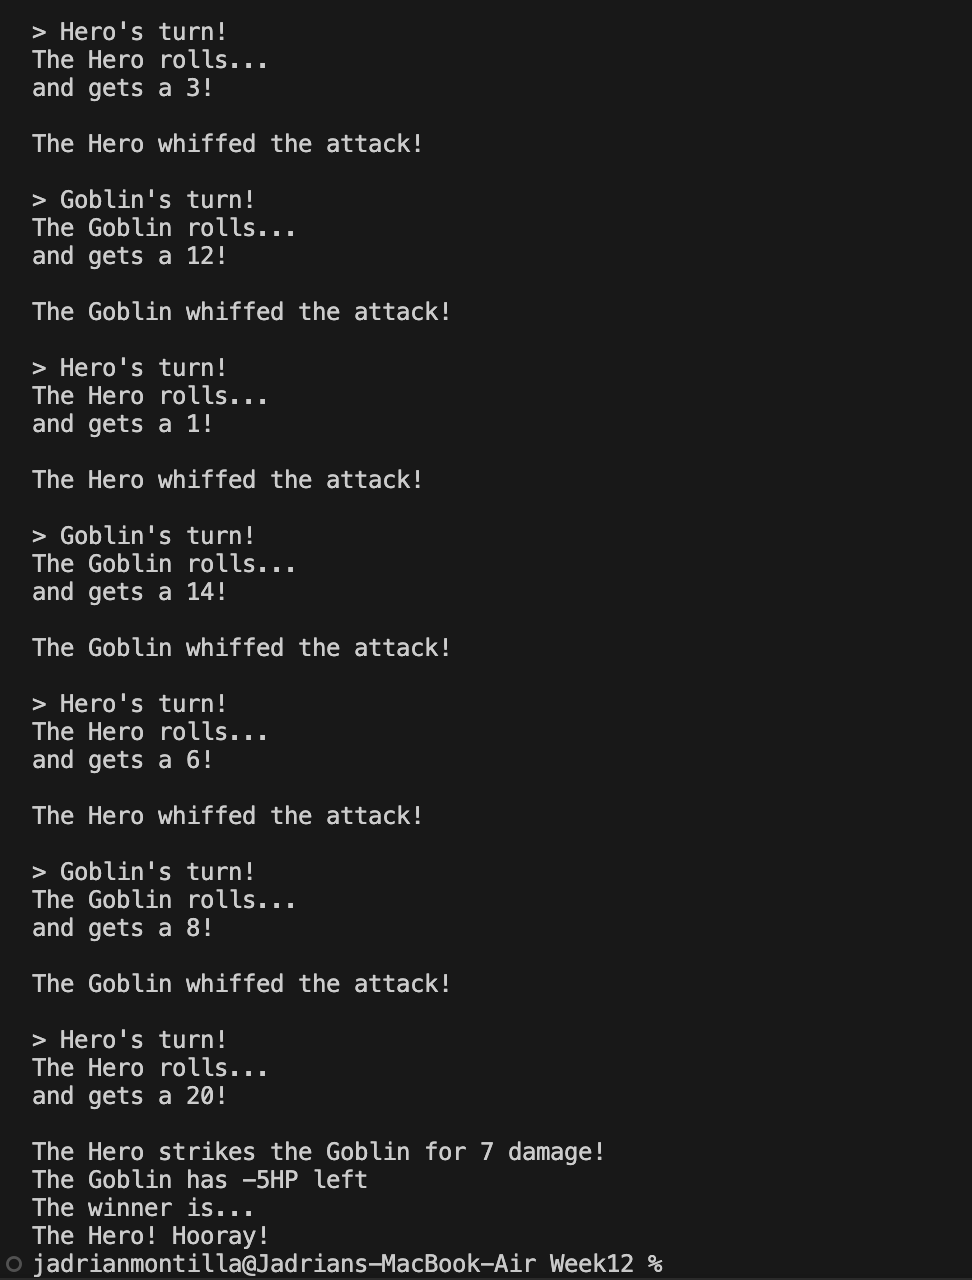 > Hero's turn!
The Hero rolls...
and gets a 3!
The Hero whiffed the attack!
> Goblin's turn!
The Goblin rolls...
and gets a 12!
The Goblin whiffed the attack!
> Hero's turn!
The Hero rolls...
and gets a 1!
The Hero whiffed the attack!
> Goblin's turn!
The Goblin rolls...
and gets a 14!
The Goblin whiffed the attack!
> Hero's turn!
The Hero rolls...
and gets a 6!
The Hero whiffed the attack!
> Goblin's turn!
The Goblin rolls...
and gets a 8!
The Goblin whiffed the attack!
> Hero's turn!
The Hero rolls...
and gets a 20!
The Hero strikes the Goblin for 7 damage!
The Goblin has -5HP left
The winner is...
The Hero! Hooray!
jadrianmontilla@Jadrians-MacBook-Air Week12 %